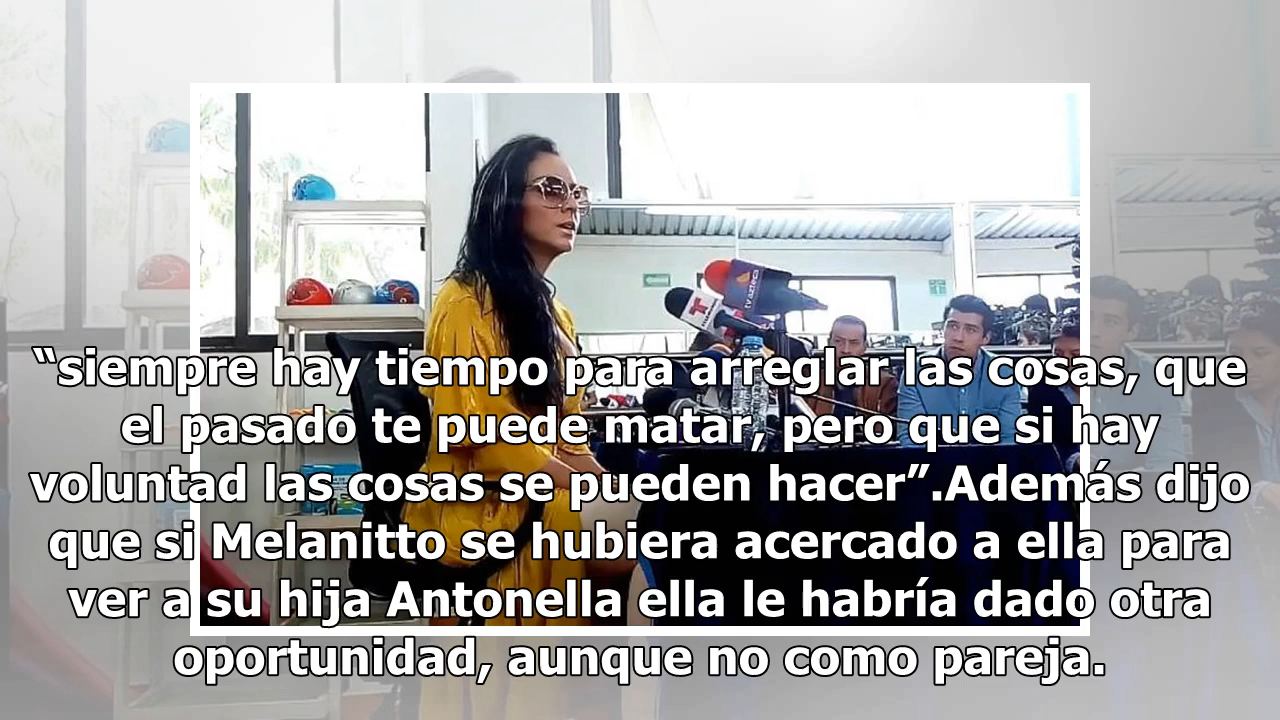 tv azteca
“siempre hay tiempo para arreglar las cosas, que
el pasado te puede matar, pero que si hay
voluntad las cosas se pueden hacer”.Además dijo
que si Melanitto se hubiera acercado a ella para
ver a su hija Antonella ella le habría dado otra
oportunidad, aunque no como pareja.